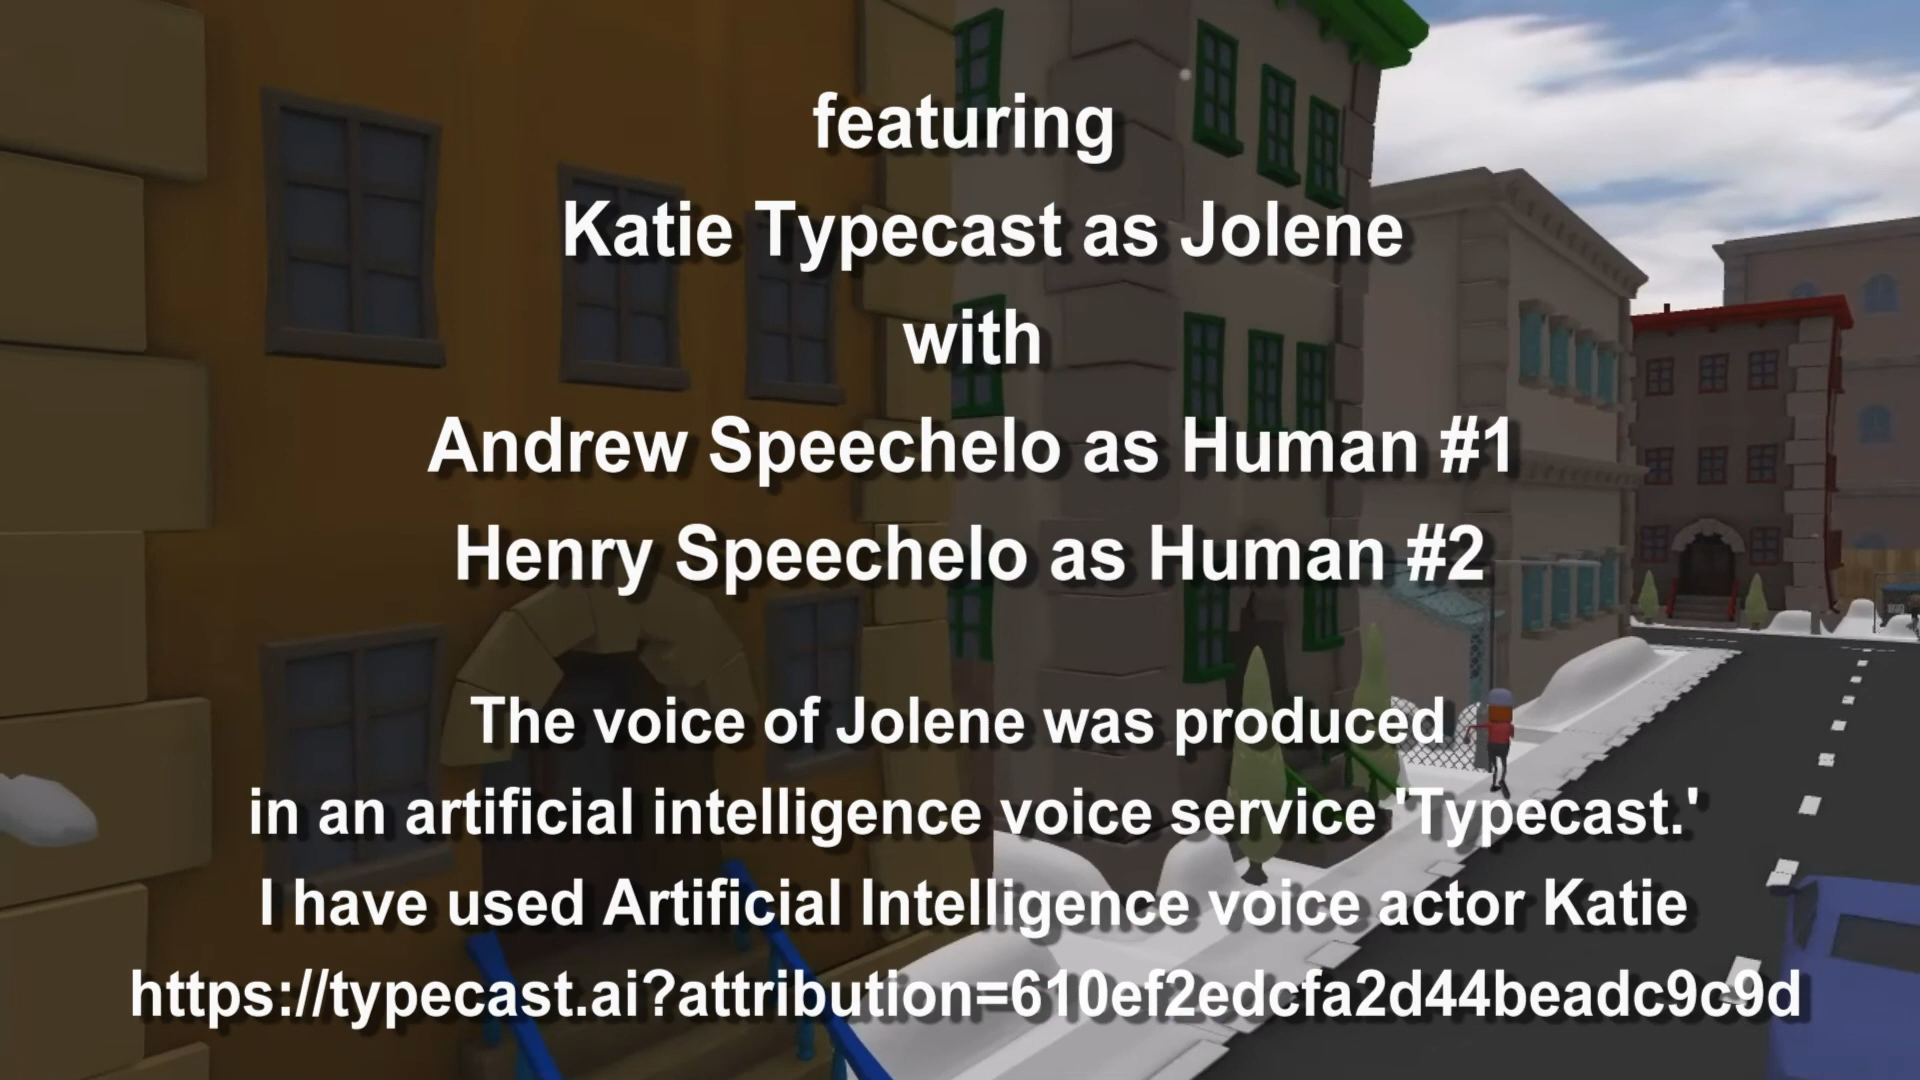 featuring
Katie Typecast as Jolene
with
Andrew Speechelo as Human #1
Henry Speechelo as Human #2
The voice of Jolene was produced
in an artificial intelligence voice service 'Typecast.'
I have used Artificial Intelligence voice actor Katie
https://typecast.ai?attribution=610ef2edcfa2d44beadc9c9d